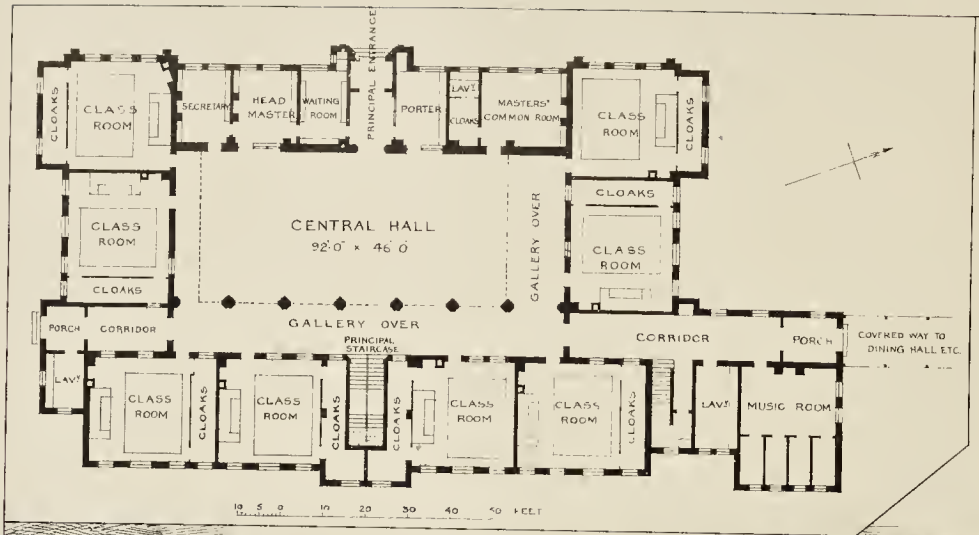 PRINCIPAL ENTRANCE
CLOAKS
CLASS
ROOM
SECRETARY
HEAD
MASTER
WAITING
ROOM
PORTER
LAVY
CLOAKS
MASTERS'
COMMON ROOM
CLASS
ROOM
CLOAKS
CLASS
ROOM
CLOAKS
CENTRAL HALL
92'.0" × 46'.0"
GALLERY OVER
CLOAKS
CLASS
ROOM
N
PORCH
CORRIDOR
GALLERY OVER
PRINCIPAL
STAIRCASE
CORRIDOR
PORCH
COVERED WAY TO
DINING HALL ETC.
LAVY
CLASS
ROOM
CLOAKS
CLASS
ROOM
CLOAKS
CLOAKS
CLASS
ROOM
CLASS
ROOM
CLOAKS
LAVY
MUSIC ROOM
10 5 0 10 20 30 40 50 FEET